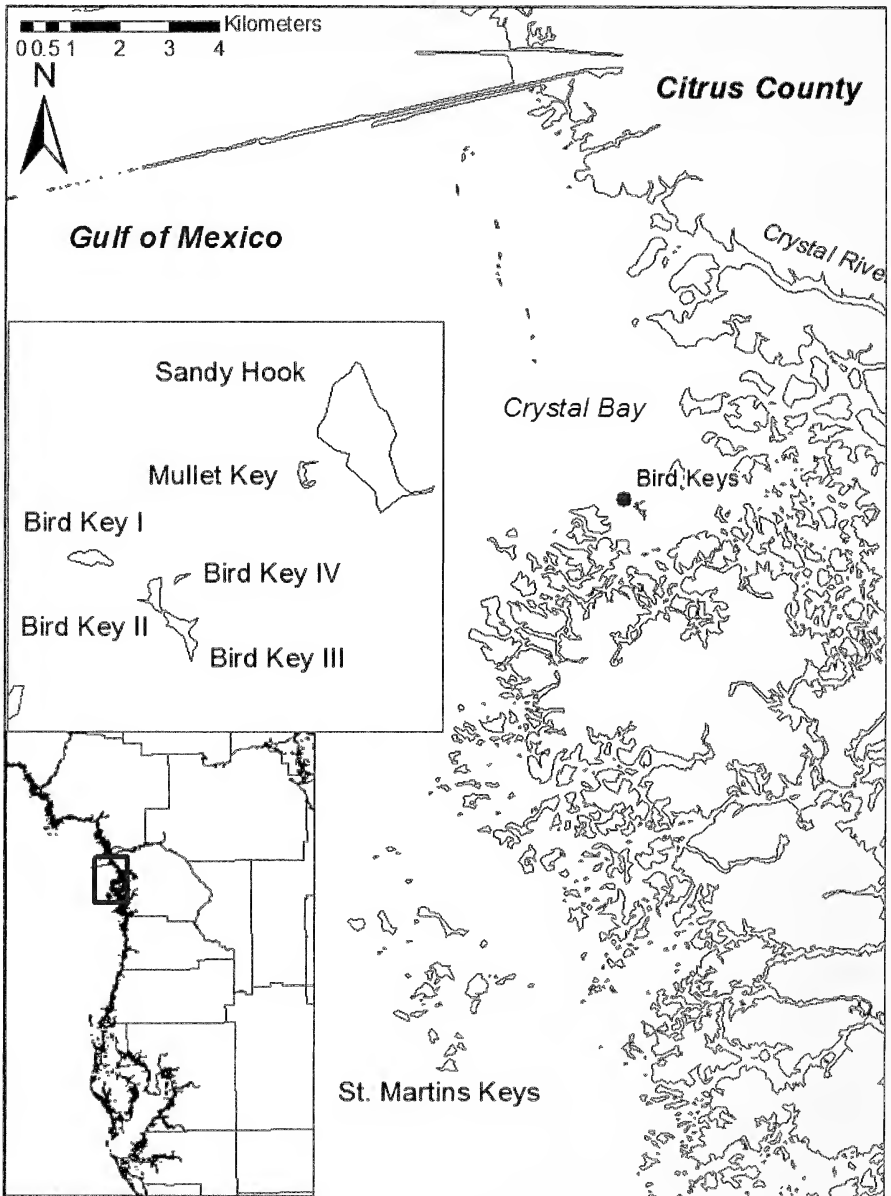 Kilometers
0 0.5 1 2 3 4
N
Citrus County
Gulf of Mexico
Crystal River
Sandy Hook
Crystal Bay
Mullet Key
Bird Keys
Bird Key I
Bird Key IV
Bird Key II
Bird Key III
St. Martins Keys